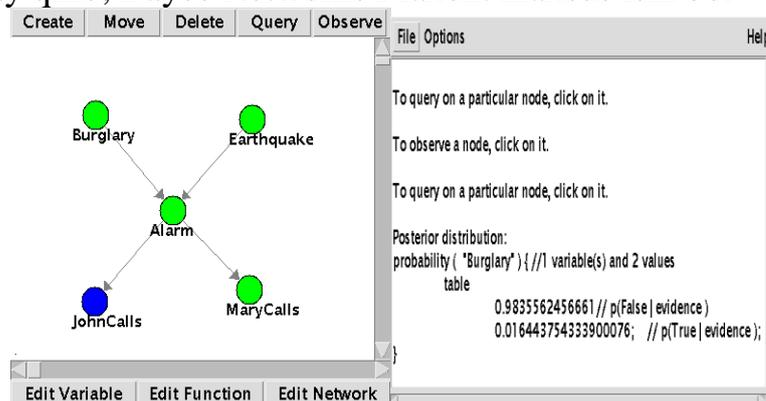 Create Move Delete Query Observe
Burglary
Earthquake
Alarm
JohnCalls
MaryCalls
Edit Variable Edit Function Edit Network
File Options Help
To query on a particular node, click on it.
To observe a node, click on it.
To query on a particular node, click on it.
Posterior distribution:
probability ( "Burglary" ) { //1 variable(s) and 2 values
table
0.9835562456661 // p(False | evidence )
0.016443754333900076; // p(True | evidence );
}